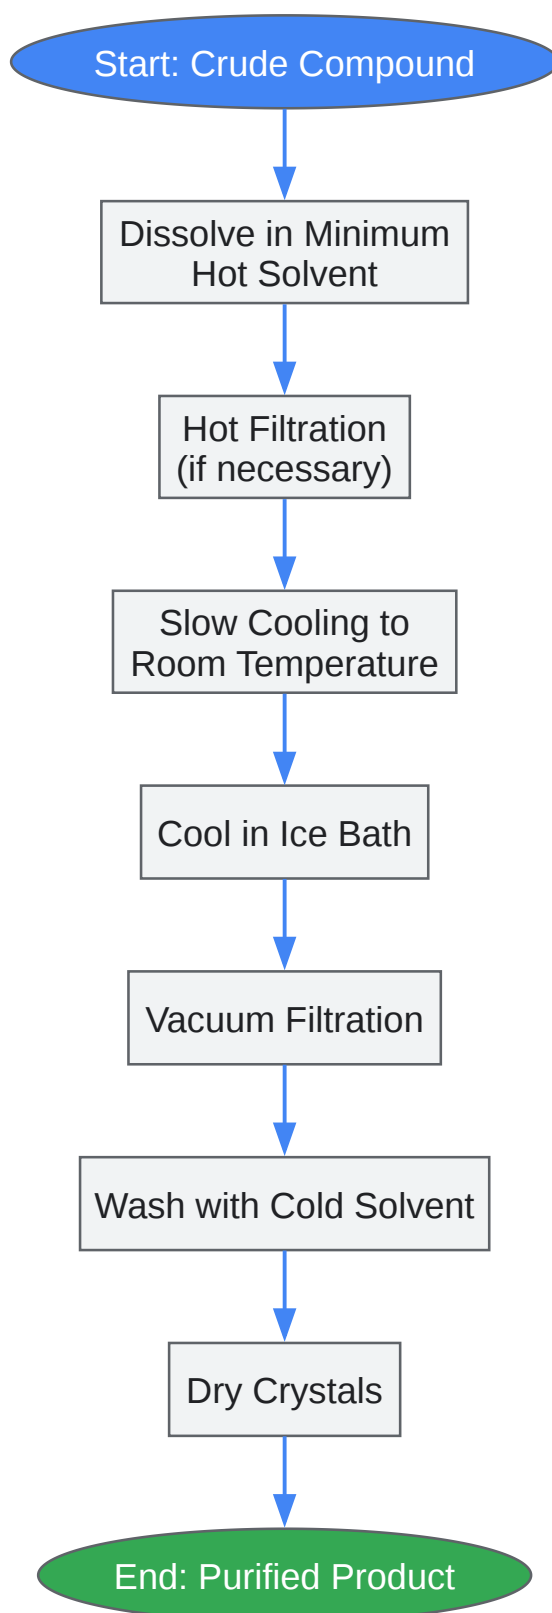 Start: Crude Compound
Dissolve in Minimum
Hot Solvent
Hot Filtration
(if necessary)
Slow Cooling to
Room Temperature
Cool in Ice Bath
Vacuum Filtration
Wash with Cold Solvent
Dry Crystals
End: Purified Product